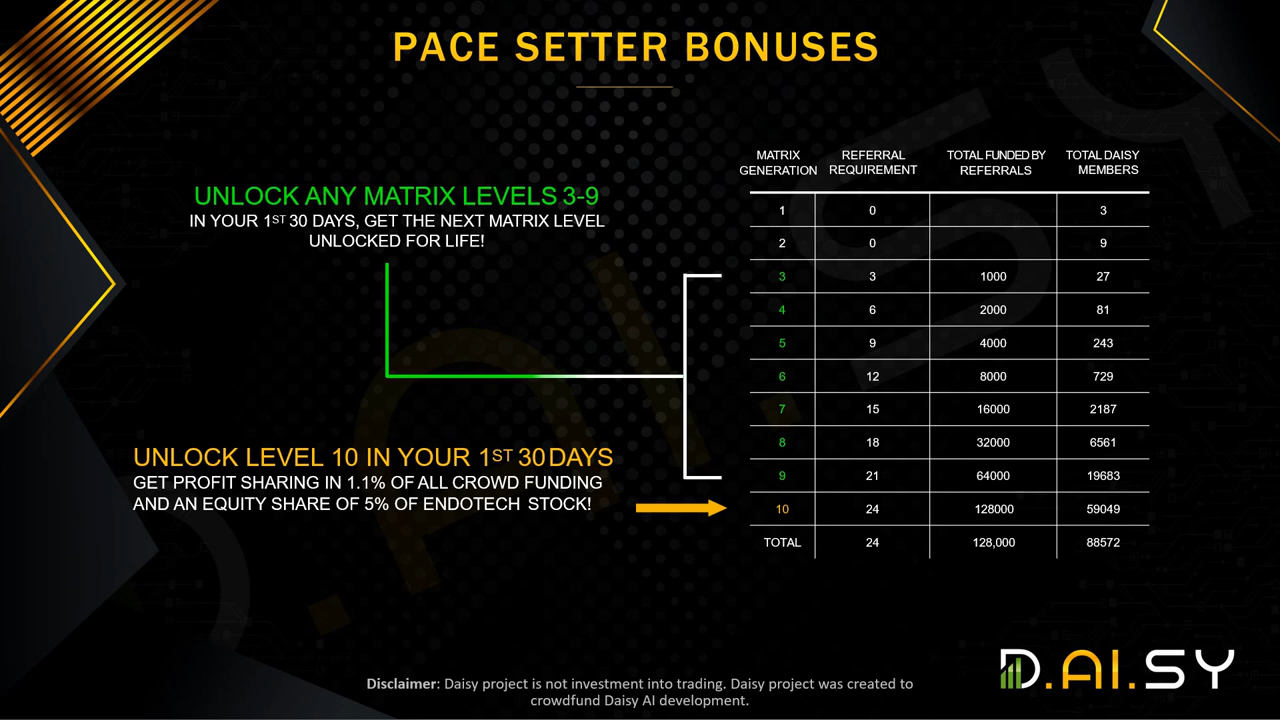 PACE SETTER BONUSES
UNLOCK ANY MATRIX LEVELS 3-9
IN YOUR 1ST 30 DAYS, GET THE NEXT MATRIX LEVEL
UNLOCKED FOR LIFE!
UNLOCK LEVEL 10 IN YOUR 1ST 30 DAYS
GET PROFIT SHARING IN 1.1% OF ALL CROWD FUNDING
AND AN EQUITY SHARE OF 5% OF ENDOTECH STOCK!
MATRIX GENERATION REFERRAL REQUIREMENT TOTAL FUNDED BY REFERRALS TOTAL DAISY MEMBERS
1 0 3
2 0 9
3 3 1000 27
4 6 2000 81
5 9 4000 243
6 12 8000 729
7 15 16000 2187
8 18 32000 6561
9 21 64000 19683
10 24 128000 59049
TOTAL 24 128,000 88572
D.AI.SY
Disclaimer: Daisy project is not investment into trading. Daisy project was created to
crowdfund Daisy AI development.